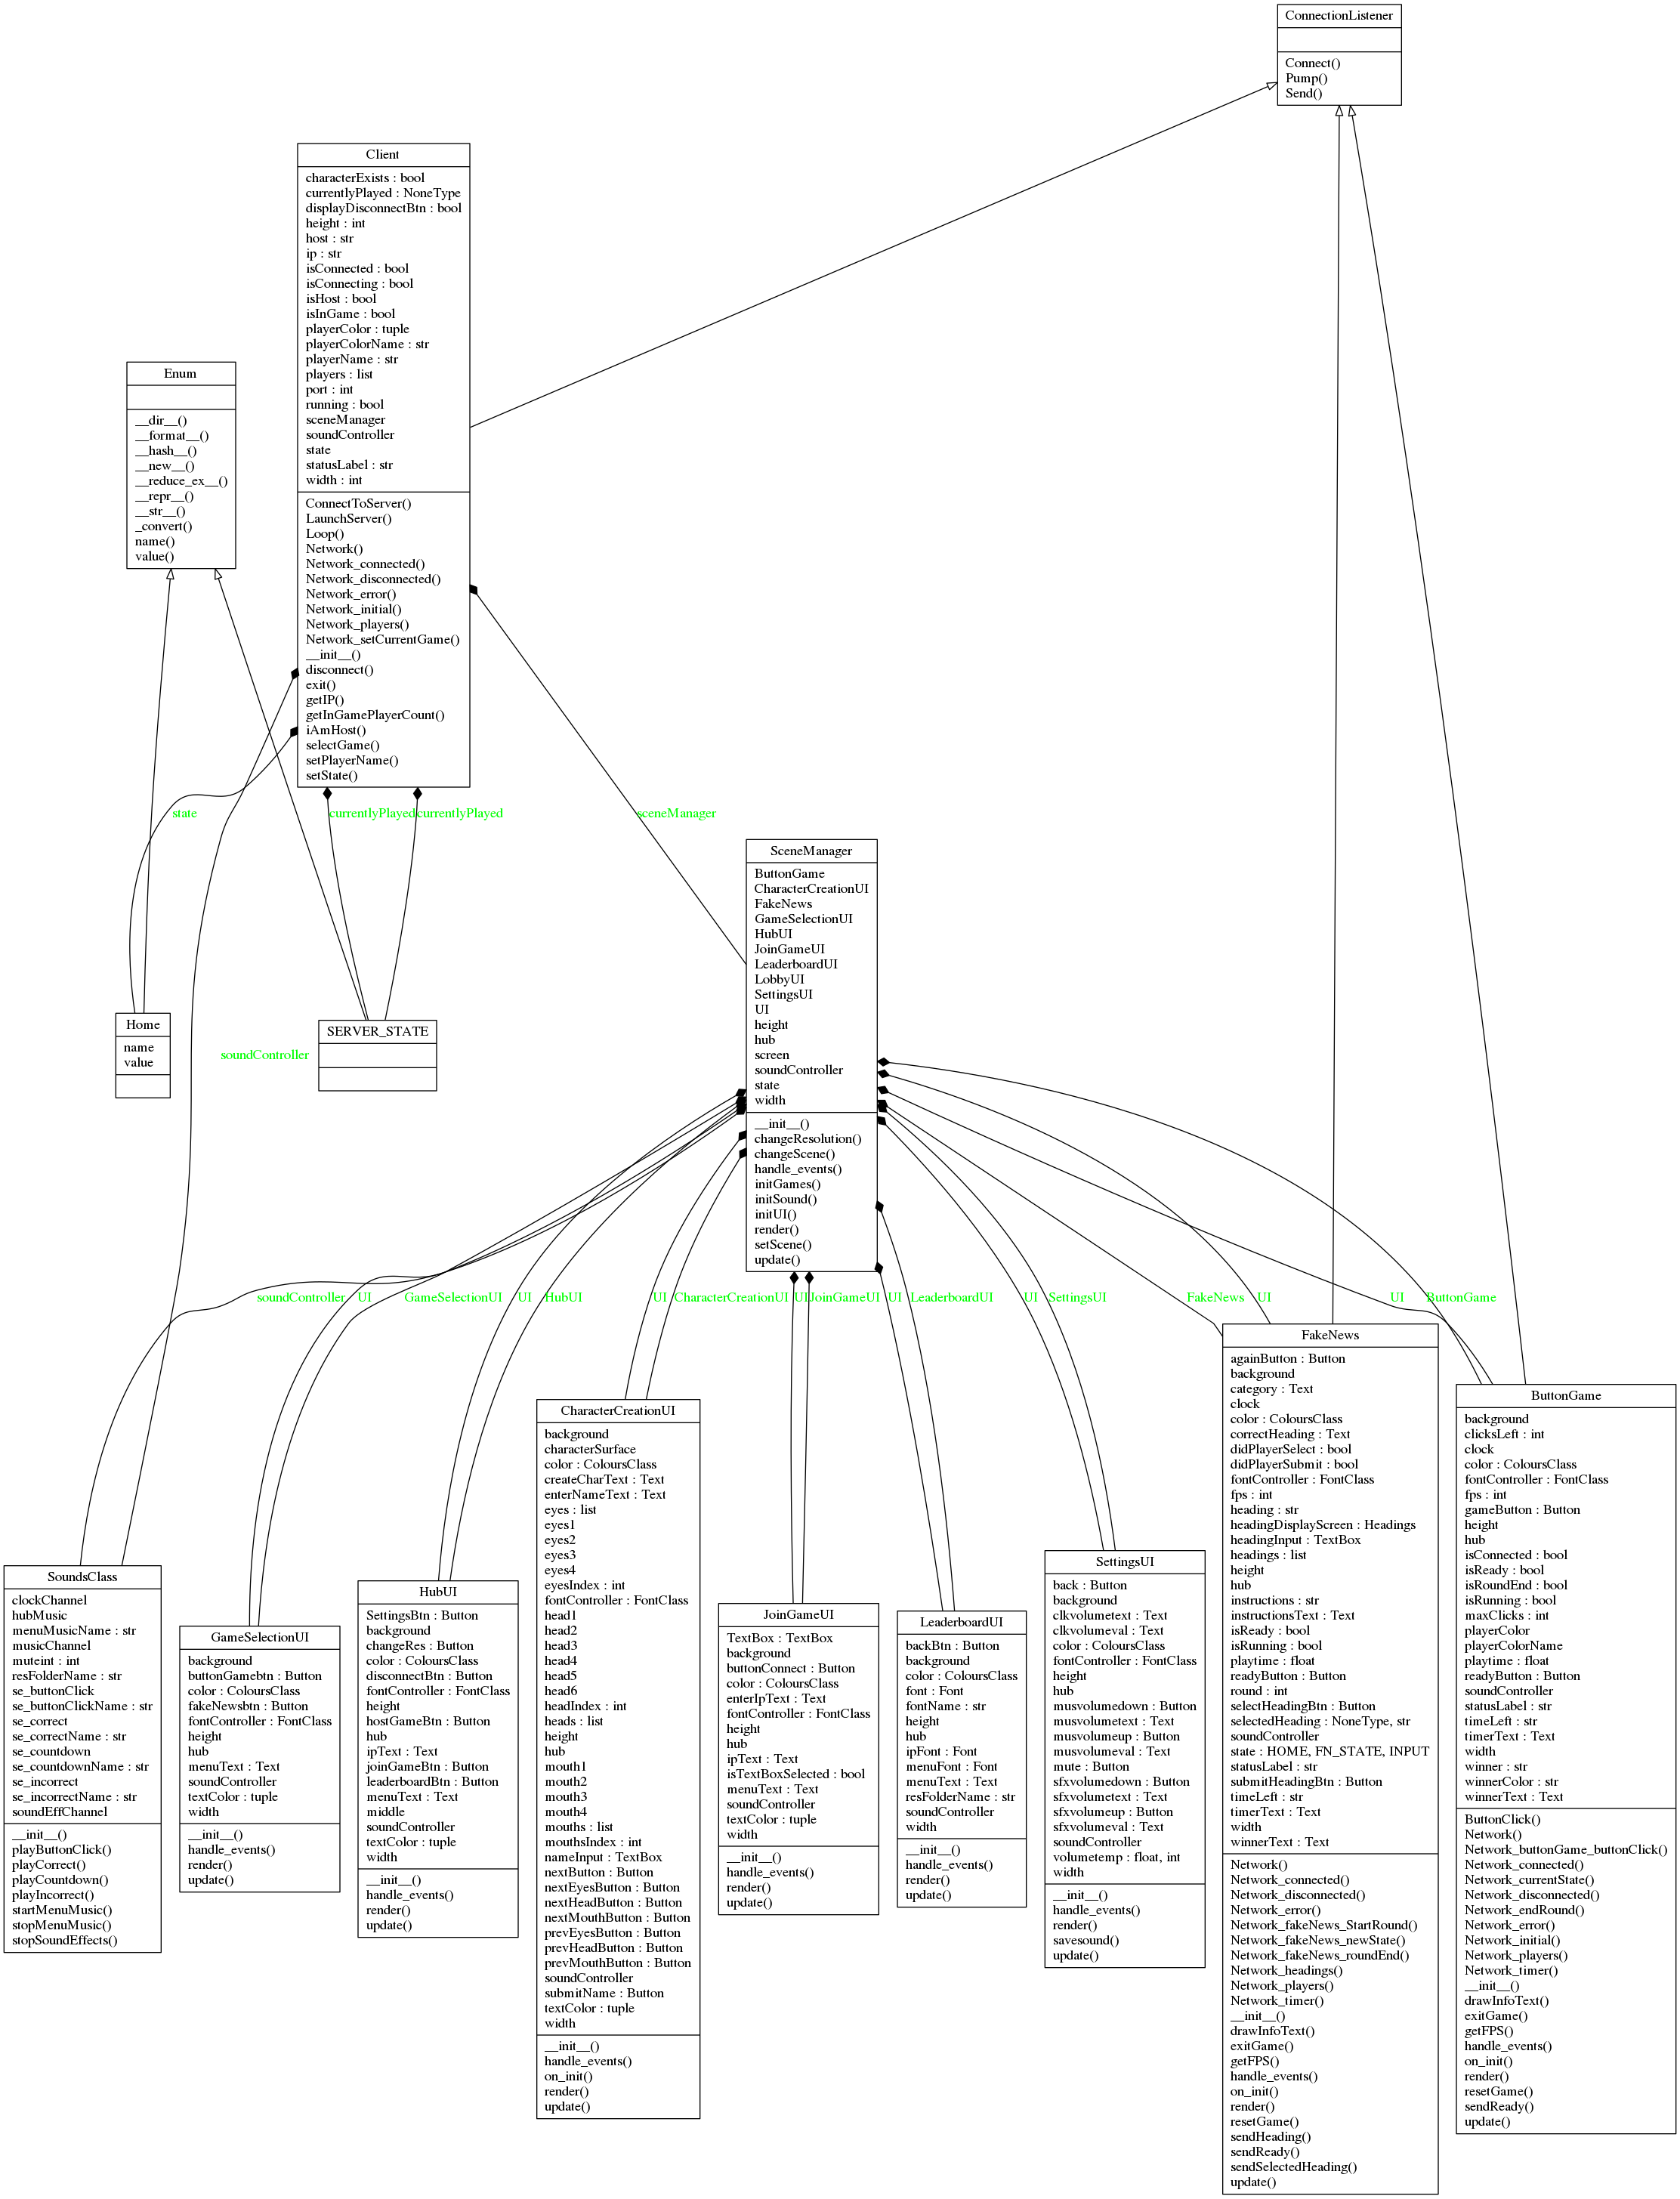 ConnectionListener
Connect()
Pump()
Send()
Client
characterExists : bool
currentlyPlayed : NoneType
displayDisconnectBtn : bool
height : int
host : str
ip : str
isConnected : bool
isConnecting : bool
isHost : bool
isInGame : bool
playerColor : tuple
playerColorName : str
playerName : str
players : list
port : int
running : bool
sceneManager
soundController
state
statusLabel : str
width : int
ConnectToServer()
LaunchServer()
Loop()
Network()
Network_connected()
Network_disconnected()
Network_error()
Network_initial()
Network_players()
Network_setCurrentGame()
__init__()
disconnect()
exit()
getIP()
getInGamePlayerCount()
iAmHost()
selectGame()
setPlayerName()
setState()
Enum
__dir__()
__format__()
__hash__()
__new__()
__reduce_ex__()
__repr__()
__str__()
_convert()
name()
value()
state
currentlyPlayed
currentlyPlayed
sceneManager
SceneManager
ButtonGame
CharacterCreationUI
FakeNews
GameSelectionUI
HubUI
JoinGameUI
LeaderboardUI
LobbyUI
SettingsUI
UI
height
hub
screen
soundController
state
width
__init__()
changeResolution()
changeScene()
handle_events()
initGames()
initSound()
initUI()
render()
setScene()
update()
Home
name
value
soundController
SERVER_STATE
soundController
UI
GameSelectionUI
UI
HubUI
UI
CharacterCreationUI
UI
JoinGameUI
UI
LeaderboardUI
UI
SettingsUI
FakeNews
UI
UI
ButtonGame
SoundsClass
clockChannel
hubMusic
menuMusicName : str
musicChannel
muteint : int
resFolderName : str
se_buttonClick
se_buttonClickName : str
se_correct
se_correctName : str
se_countdown
se_countdownName : str
se_incorrect
se_incorrectName : str
soundEffChannel
__init__()
playButtonClick()
playCorrect()
playCountdown()
playIncorrect()
startMenuMusic()
stopMenuMusic()
stopSoundEffects()
GameSelectionUI
background
buttonGamebtn : Button
color : ColoursClass
fakeNewsbtn : Button
fontController : FontClass
height
hub
menuText : Text
soundController
textColor : tuple
width
__init__()
handle_events()
render()
update()
HubUI
SettingsBtn : Button
background
changeRes : Button
color : ColoursClass
disconnectBtn : Button
fontController : FontClass
height
hostGameBtn : Button
hub
ipText : Text
joinGameBtn : Button
leaderboardBtn : Button
menuText : Text
middle
soundController
textColor : tuple
width
__init__()
handle_events()
render()
update()
CharacterCreationUI
background
characterSurface
color : ColoursClass
createCharText : Text
enterNameText : Text
eyes : list
eyes1
eyes2
eyes3
eyes4
eyesIndex : int
fontController : FontClass
head1
head2
head3
head4
head5
head6
headIndex : int
heads : list
height
hub
mouth1
mouth2
mouth3
mouth4
mouths : list
mouthsIndex : int
nameInput : TextBox
nextButton : Button
nextEyesButton : Button
nextHeadButton : Button
nextMouthButton : Button
prevEyesButton : Button
prevHeadButton : Button
prevMouthButton : Button
soundController
submitName : Button
textColor : tuple
width
__init__()
handle_events()
on_init()
render()
update()
JoinGameUI
TextBox : TextBox
background
buttonConnect : Button
color : ColoursClass
enterIpText : Text
fontController : FontClass
height
hub
ipText : Text
isTextBoxSelected : bool
menuText : Text
soundController
textColor : tuple
width
__init__()
handle_events()
render()
update()
LeaderboardUI
backBtn : Button
background
color : ColoursClass
font : Font
fontName : str
height
hub
ipFont : Font
menuFont : Font
menuText : Text
resFolderName : str
soundController
width
__init__()
handle_events()
render()
update()
SettingsUI
back : Button
background
clkvolumetext : Text
clkvolumeval : Text
color : ColoursClass
fontController : FontClass
height
hub
musvolumedown : Button
musvolumetext : Text
musvolumeup : Button
musvolumeval : Text
mute : Button
sfxvolumedown : Button
sfxvolumetext : Text
sfxvolumeup : Button
sfxvolumeval : Text
soundController
volumetemp : float, int
width
__init__()
handle_events()
render()
savesound()
update()
FakeNews
againButton : Button
background
category : Text
clock
color : ColoursClass
correctHeading : Text
didPlayerSelect : bool
didPlayerSubmit : bool
fontController : FontClass
fps : int
heading : str
headingDisplayScreen : Headings
headingInput : TextBox
headings : list
height
hub
instructions : str
instructionsText : Text
isReady : bool
isRunning : bool
playtime : float
readyButton : Button
round : int
selectHeadingBtn : Button
selectedHeading : NoneType, str
soundController
state : HOME, FN_STATE, INPUT
statusLabel : str
submitHeadingBtn : Button
timeLeft : str
timerText : Text
width
winnerText : Text
Network()
Network_connected()
Network_disconnected()
Network_error()
Network_fakeNews_StartRound()
Network_fakeNews_newState()
Network_fakeNews_roundEnd()
Network_headings()
Network_players()
Network_timer()
__init__()
drawInfoText()
exitGame()
getFPS()
handle_events()
on_init()
render()
resetGame()
sendHeading()
sendReady()
sendSelectedHeading()
update()
ButtonGame
background
clicksLeft : int
clock
color : ColoursClass
fontController : FontClass
fps : int
gameButton : Button
height
hub
isConnected : bool
isReady : bool
isRoundEnd : bool
isRunning : bool
maxClicks : int
playerColor
playerColorName
playtime : float
readyButton : Button
soundController
statusLabel : str
timeLeft : str
timerText : Text
width
winner : str
winnerColor : str
winnerText : Text
ButtonClick()
Network()
Network_buttonGame_buttonClick()
Network_connected()
Network_currentState()
Network_disconnected()
Network_endRound()
Network_error()
Network_initial()
Network_players()
Network_timer()
__init__()
drawInfoText()
exitGame()
getFPS()
handle_events()
on_init()
render()
resetGame()
sendReady()
update()